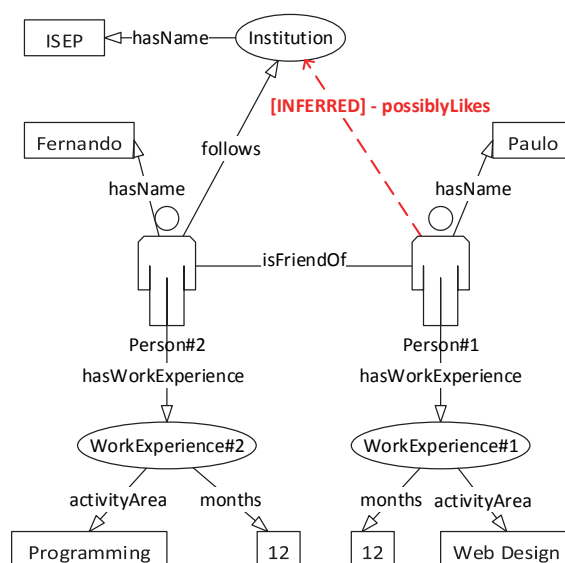 ISEP
hasName
Institution
[INFERRED] - possiblyLikes
Fernando
follows
Paulo
hasName
hasName
isFriendOf
Person#2
Person#1
hasWorkExperience
hasWorkExperience
WorkExperience#2
WorkExperience#1
activityArea
months
months
activityArea
Programming
12
12
Web Design